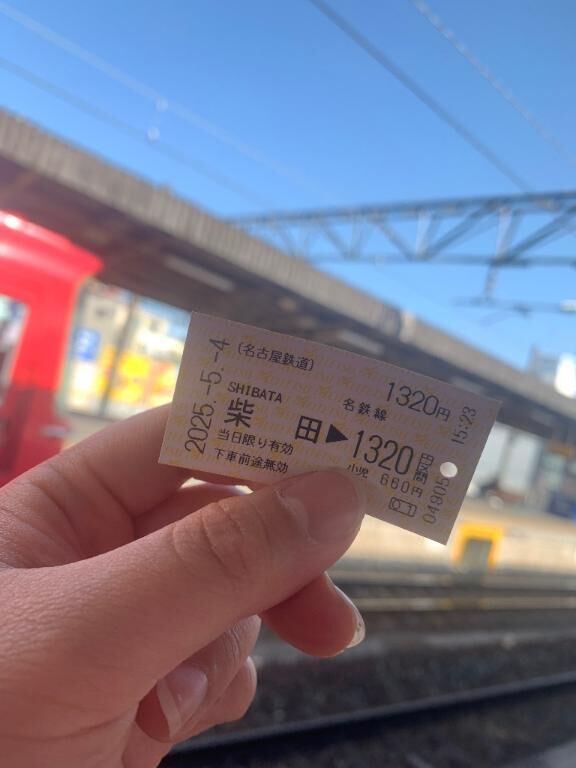 2025.-5.-4
(名古屋鉄道)
1320円
SHIBATA
名鉄線
柴 田▶1320円区間
当日限り有効
小児 660円
下車前途無効
15:23
04905